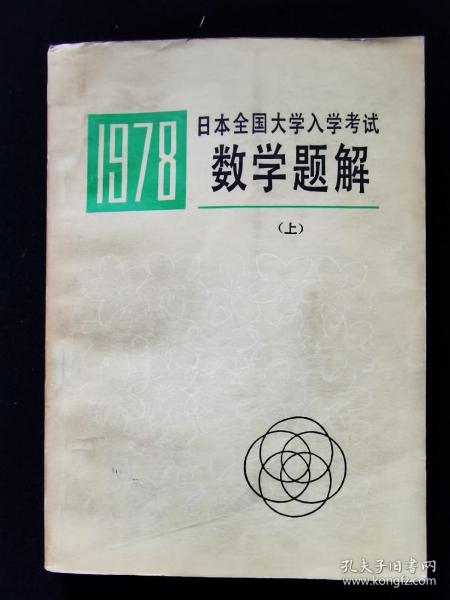 1978
日本全国大学入学考试
数学题解
（上）
孔夫子旧书网
www.kongfz.com